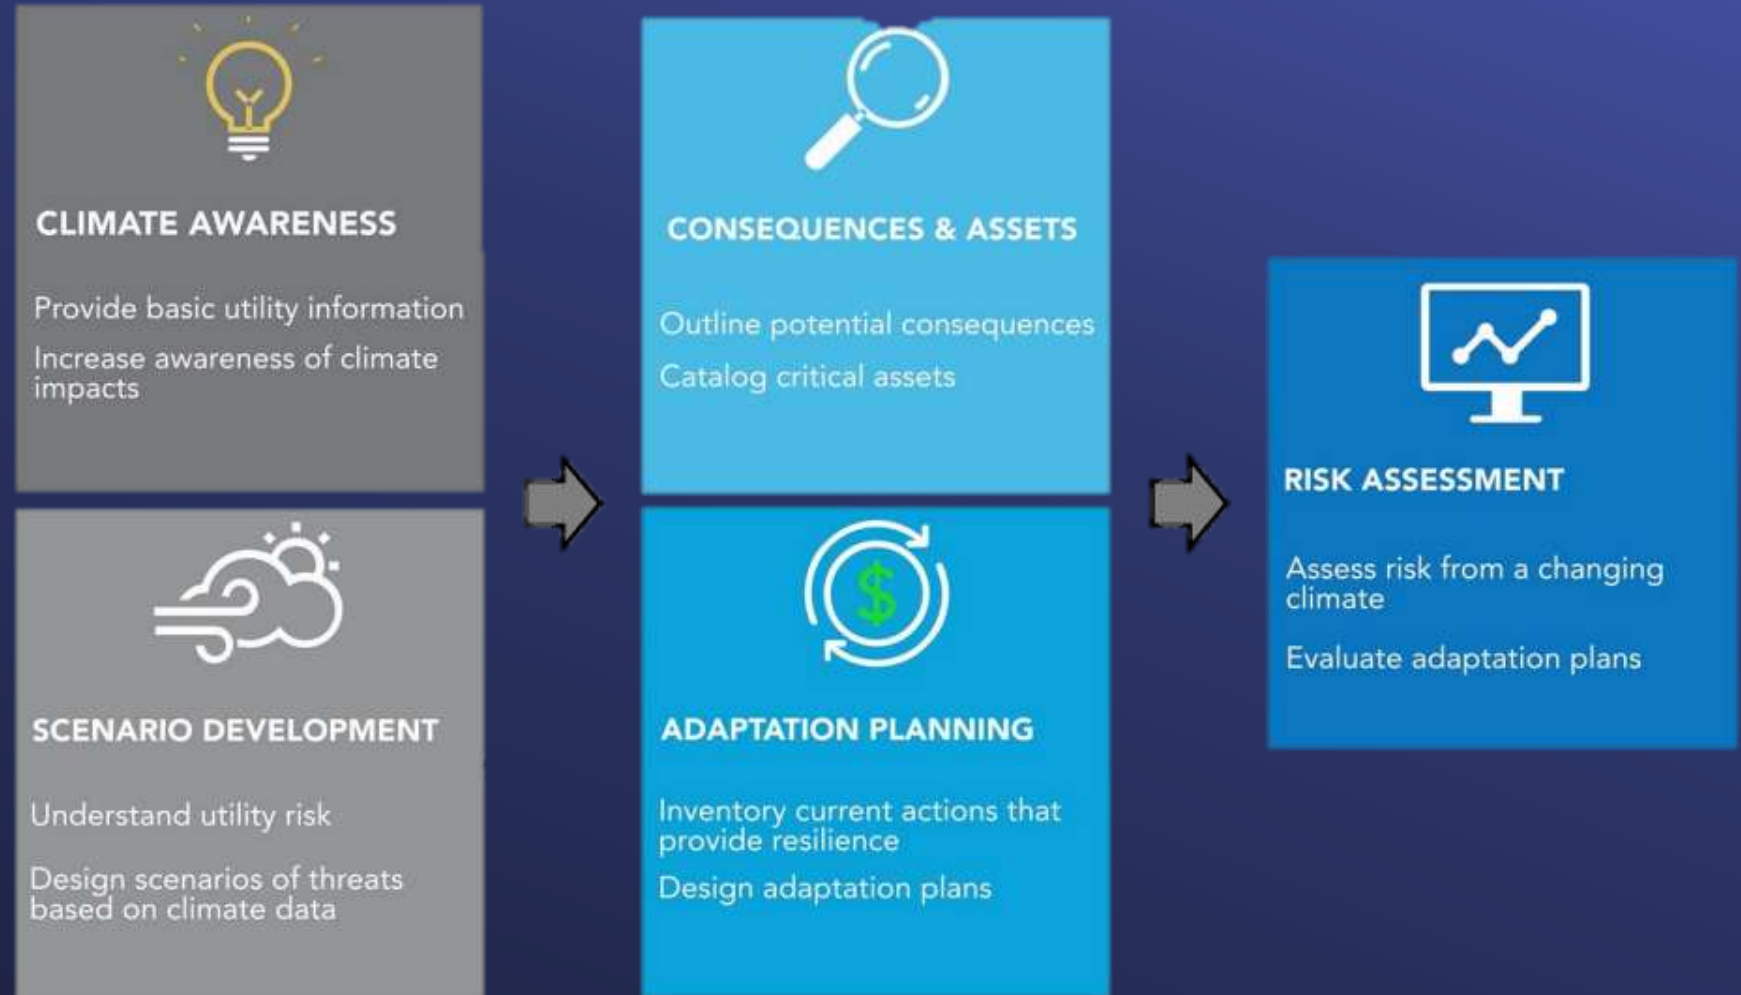 CLIMATE AWARENESS
Provide basic utility information
Increase awareness of climate
impacts
SCENARIO DEVELOPMENT
Understand utility risk
Design scenarios of threats
based on climate data
CONSEQUENCES & ASSETS
Outline potential consequences
Catalog critical assets
ADAPTATION PLANNING
Inventory current actions that
provide resilience
Design adaptation plans
RISK ASSESSMENT
Assess risk from a changing
climate
Evaluate adaptation plans